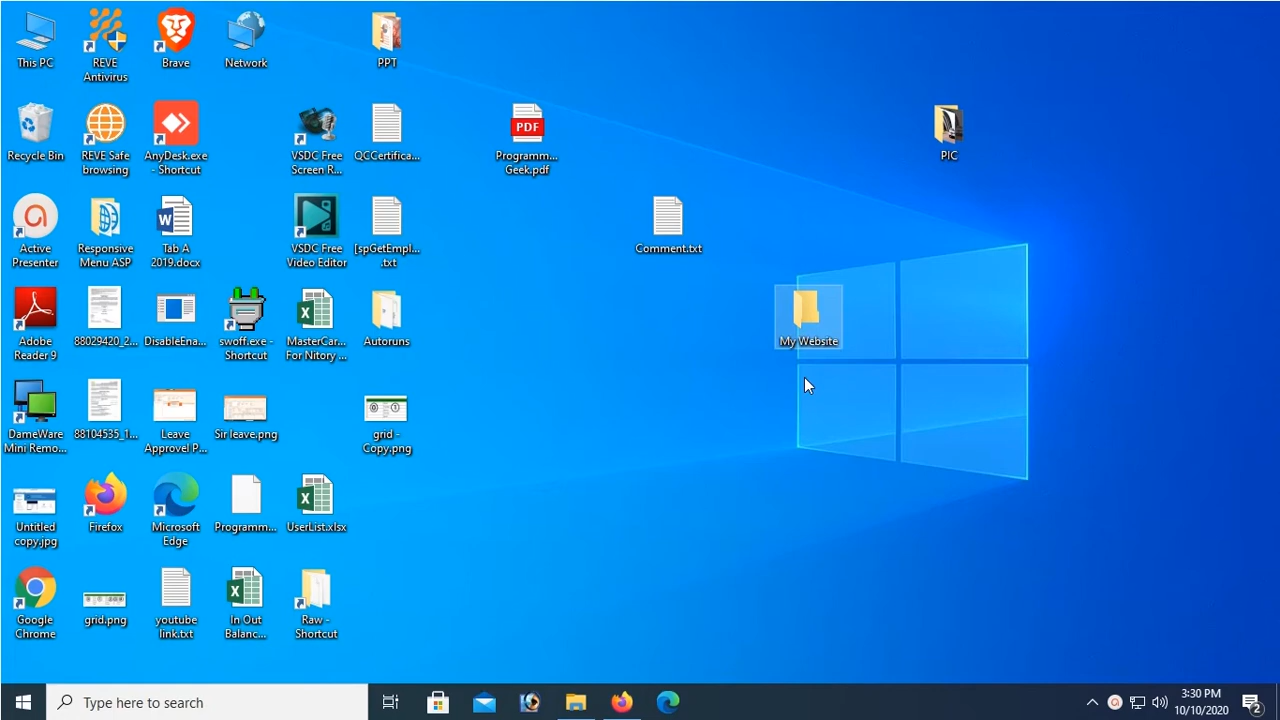 This PC
REVE
Antivirus
Brave
Network
PPT
Recycle Bin
REVE Safe
browsing
AnyDesk.exe
- Shortcut
VSDC Free
Screen R...
QCCertifica...
PDF
Programm...
Geek.pdf
PIC
Active
Presenter
Responsive
Menu ASP
W
Tab A
2019.docx
VSDC Free
Video Editor
[spGetEmpl...
.txt
Comment.txt
Adobe
Reader 9
88029420_2...
DisableEna...
swoff.exe -
Shortcut
X
MasterCar...
For Nitory ...
Autoruns
My Website
DameWare
Mini Remo...
88104535_1...
Leave
Approvel P...
Sir leave.png
grid -
Copy.png
Untitled
copy.jpg
Firefox
Microsoft
Edge
Programm...
X
UserList.xlsx
Google
Chrome
grid.png
youtube
link.txt
X
In Out
Balanc...
Raw -
Shortcut
Type here to search
3:30 PM
10/10/2020
2